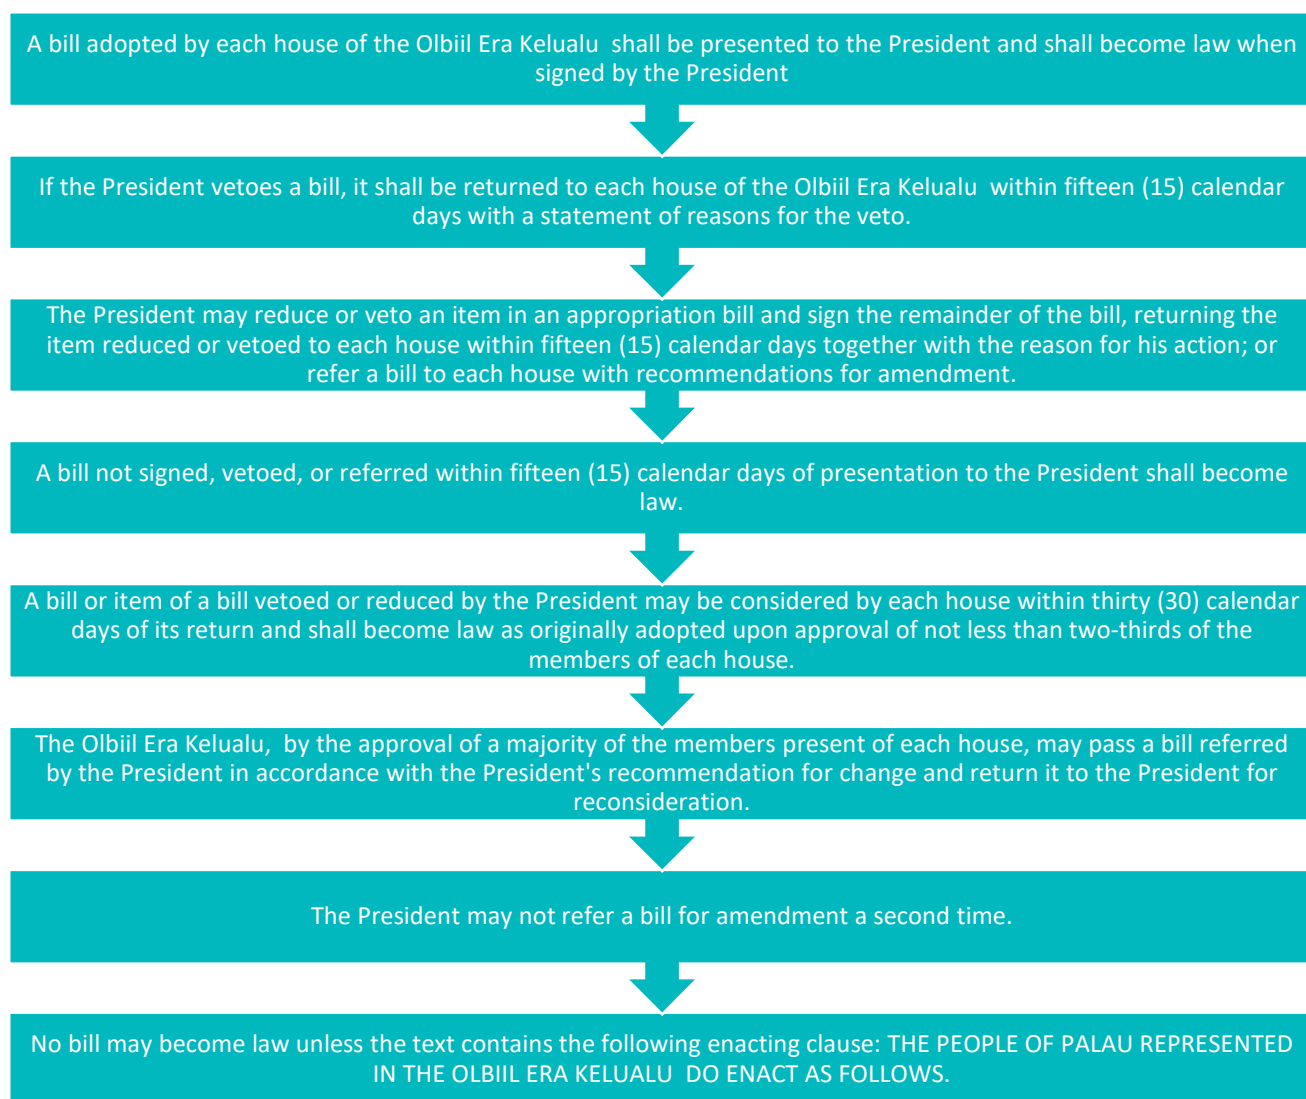 A bill adopted by each house of the Olbiil Era Kelualu  shall be presented to the President and shall become law when
signed by the President
If the President vetoes a bill, it shall be returned to each house of the Olbiil Era Kelualu  within fifteen (15) calendar
days with a statement of reasons for the veto.
The President may reduce or veto an item in an appropriation bill and sign the remainder of the bill, returning the
item reduced or vetoed to each house within fifteen (15) calendar days together with the reason for his action; or
refer a bill to each house with recommendations for amendment.
A bill not signed, vetoed, or referred within fifteen (15) calendar days of presentation to the President shall become
law.
A bill or item of a bill vetoed or reduced by the President may be considered by each house within thirty (30) calendar
days of its return and shall become law as originally adopted upon approval of not less than two-thirds of the
members of each house.
The Olbiil Era Kelualu,  by the approval of a majority of the members present of each house, may pass a bill referred
by the President in accordance with the President's recommendation for change and return it to the President for
reconsideration.
The President may not refer a bill for amendment a second time.
No bill may become law unless the text contains the following enacting clause: THE PEOPLE OF PALAU REPRESENTED
IN THE OLBIIL ERA KELUALU  DO ENACT AS FOLLOWS.